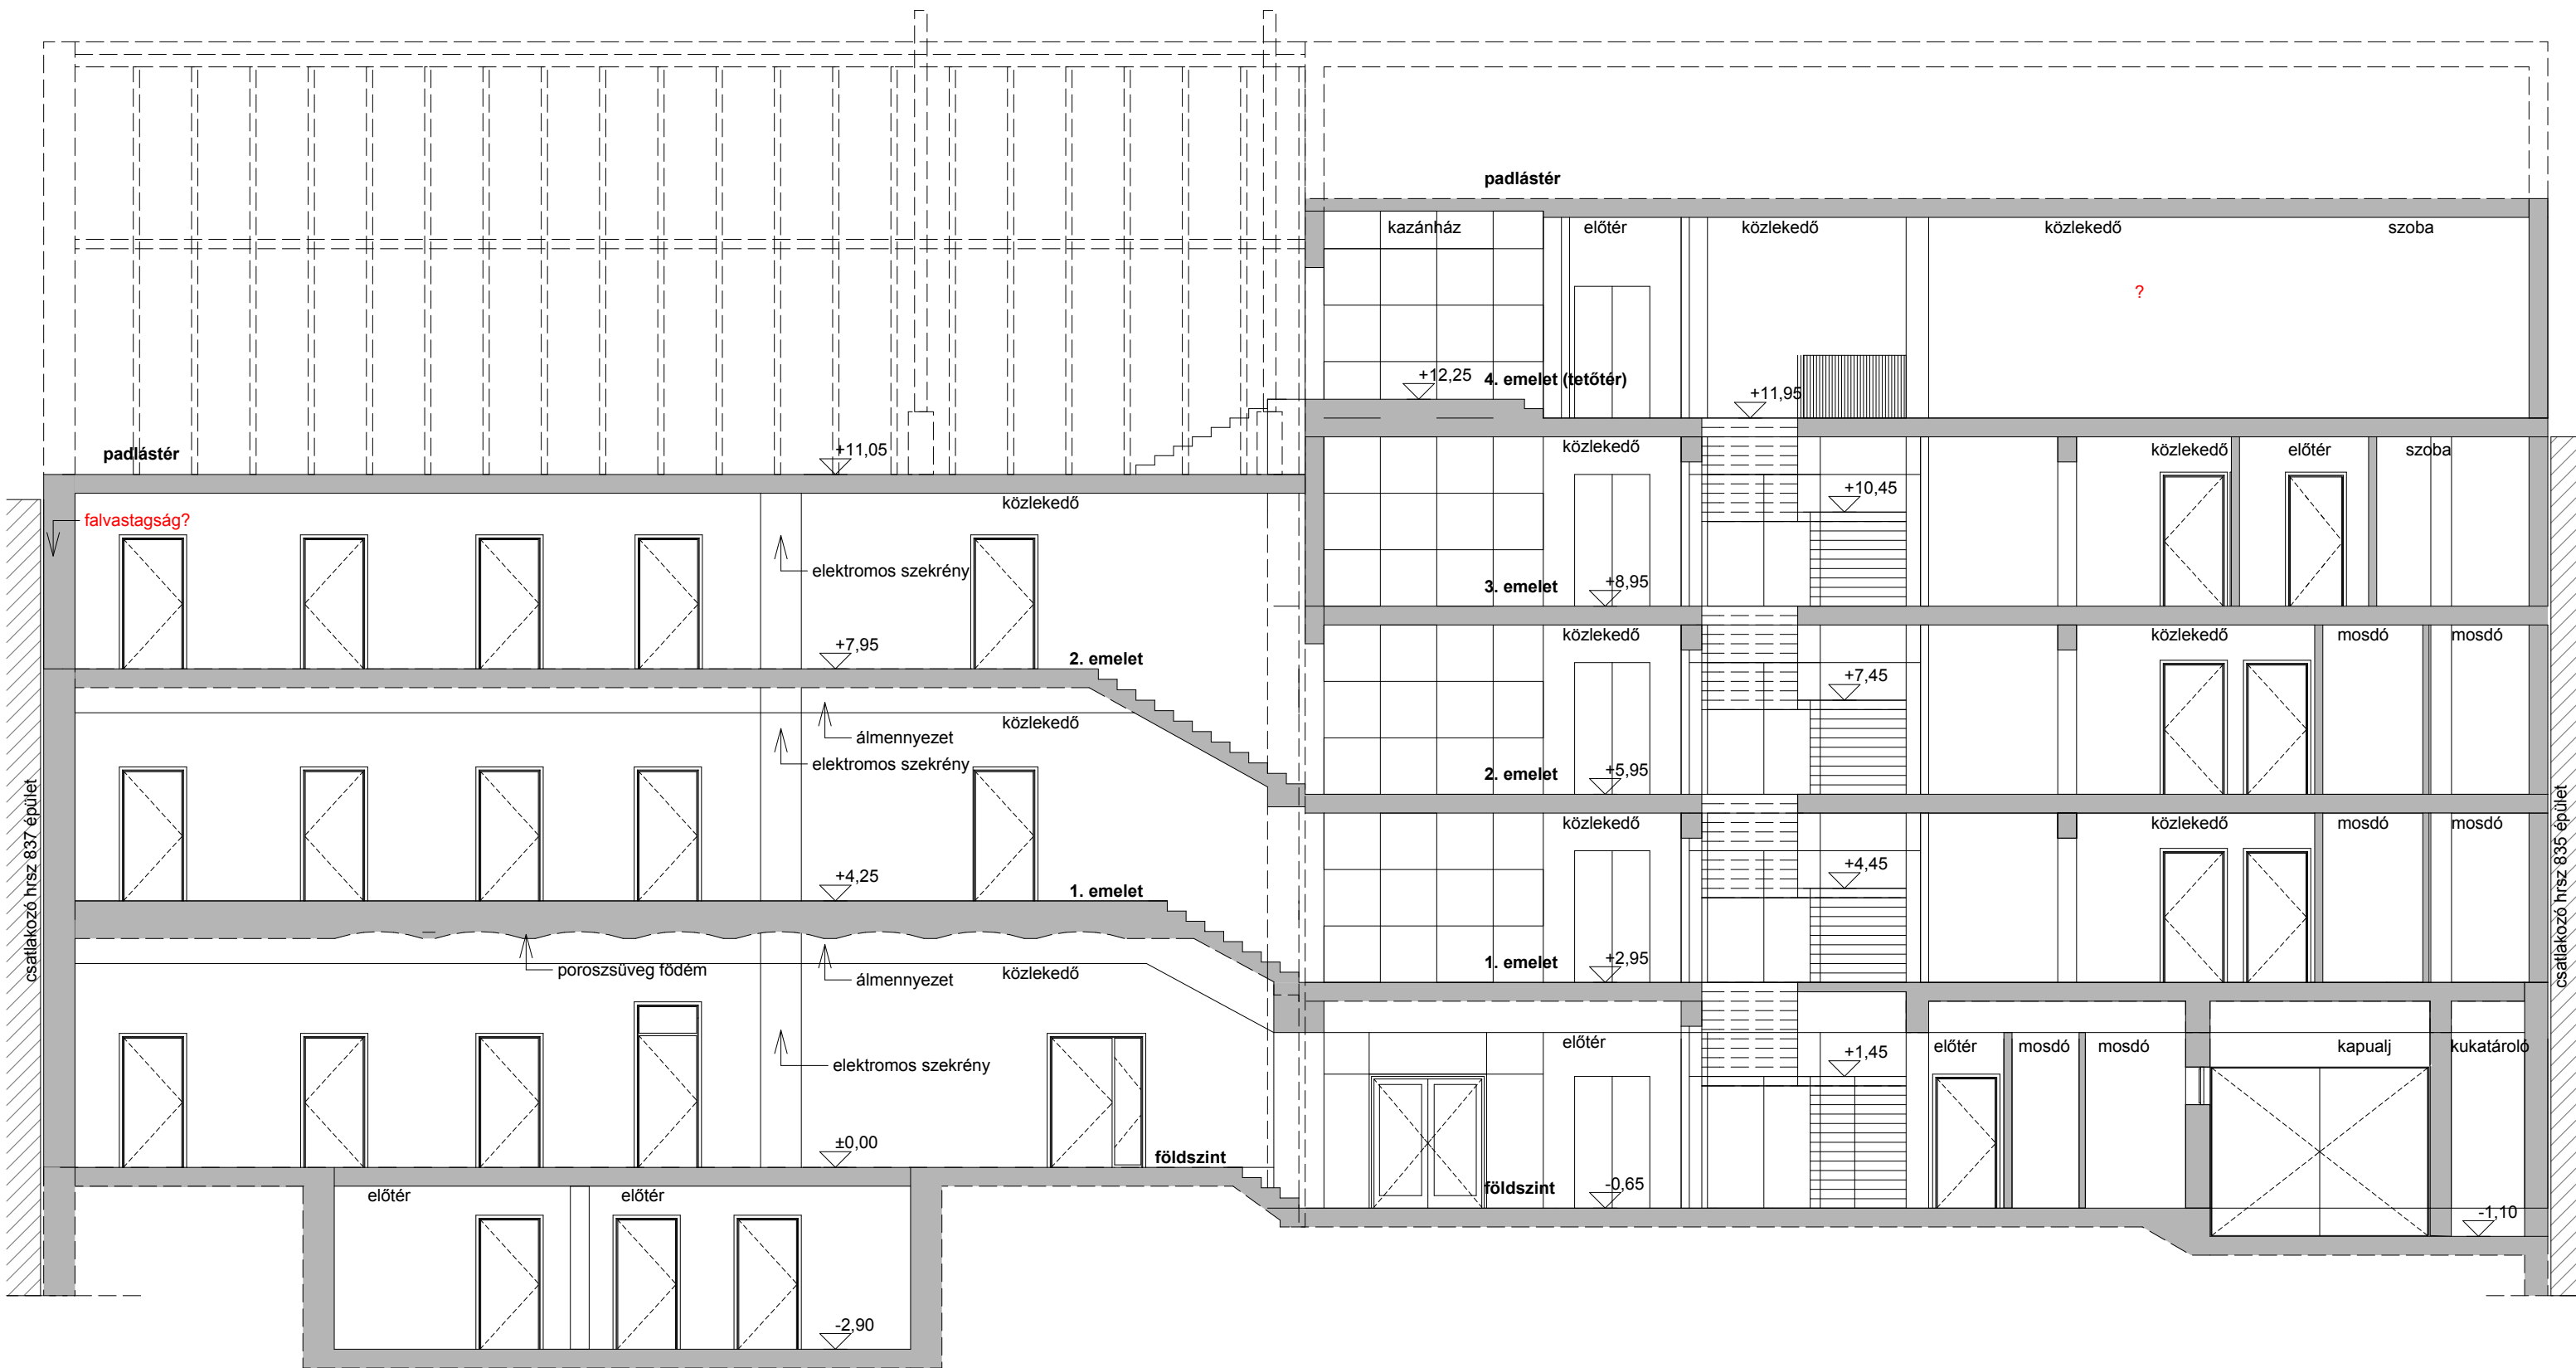 padlástér
kazánház
előtér
közlekedő
közlekedő
szoba
?
+12,25
4. emelet (tetőtér)
+11,95
padlástér
+11,05
közlekedő
közlekedő
előtér
szoba
falvastagság?
közlekedő
+10,45
elektromos szekrény
3. emelet
+8,95
+7,95
2. emelet
közlekedő
közlekedő
mosdó
mosdó
+7,45
álmennyezet
közlekedő
elektromos szekrény
2. emelet
+5,95
csatlakozó hrsz 837 épület
csatlakozó hrsz 835 épület
közlekedő
közlekedő
mosdó
mosdó
+4,25
1. emelet
+4,45
poroszsüveg födém
álmennyezet
közlekedő
1. emelet
+2,95
előtér
+1,45
előtér
mosdó
mosdó
kapualj
kukatároló
elektromos szekrény
±0,00
földszint
földszint
-0,65
-1,10
előtér
előtér
-2,90